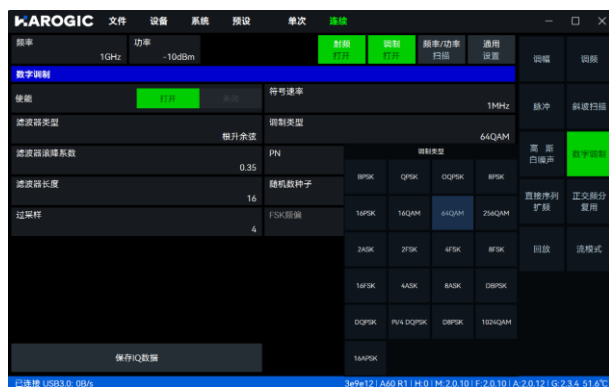 HAROGIC 文件 设备 系统 预设 单次 连续
频率 1GHz 功率 -10dBm 射频 打开 调制 打开 频率/功率 扫描 通用 设置
调幅 调频
数字调制
使能 打开 关闭
符号速率 1MHz
脉冲 斜坡扫描
滤波器类型 根升余弦
调制类型 64QAM
高斯 白噪声 数字调制
滤波器滚降系数 0.35
PN
调制类型
滤波器长度 16
随机数种子
BPSK QPSK OQPSK 8PSK
直接序列 扩频 正交频分 复用
过采样 4
FSK频偏
16PSK 16QAM 64QAM 256QAM
2ASK 2FSK 4FSK 8FSK
回放 流模式
16FSK 4ASK 8ASK DBPSK
DQPSK PI/4 DQPSK D8PSK 1024QAM
保存IQ数据
16APSK
已连接 USB3.0: 0B/s
3e9e12 | A60 R1 | H:0 | M:2.0.10 | F:2.0.10 | A:2.0.12 | G:2.3.4 51.6℃